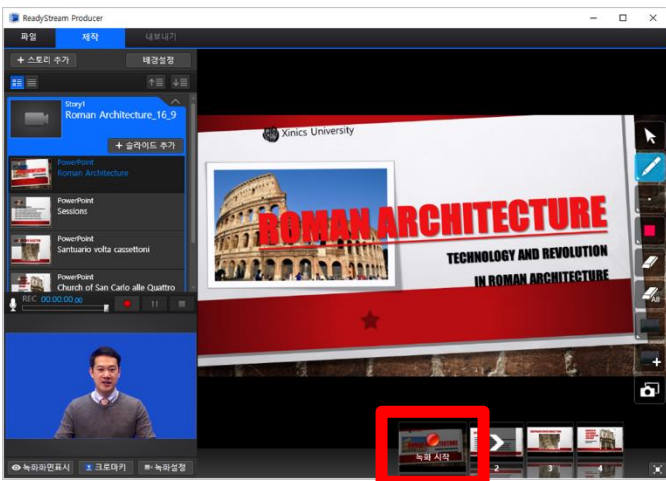 ReadyStream Producer
파일 제작 내보내기
+ 스토리 추가 배경설정
Story1
Roman Architecture_16_9
+ 슬라이드 추가
PowerPoint
Roman Architecture
PowerPoint
Sessions
PowerPoint
Santuario volta cassettoni
PowerPoint
Church of San Carlo alle Quattro
REC 00:00:00.00
녹화화면표시 크로마키 녹화설정
Xinics University
ROMAN ARCHITECTURE
TECHNOLOGY AND REVOLUTION
IN ROMAN ARCHITECTURE
All
녹화 시작
2 3 4